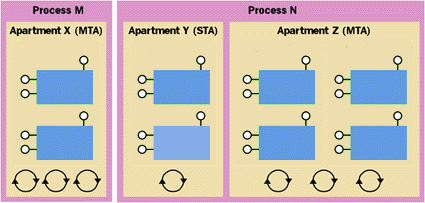 Process M
Process N
Apartment X (MTA)
Apartment Y (STA)
Apartment Z (MTA)